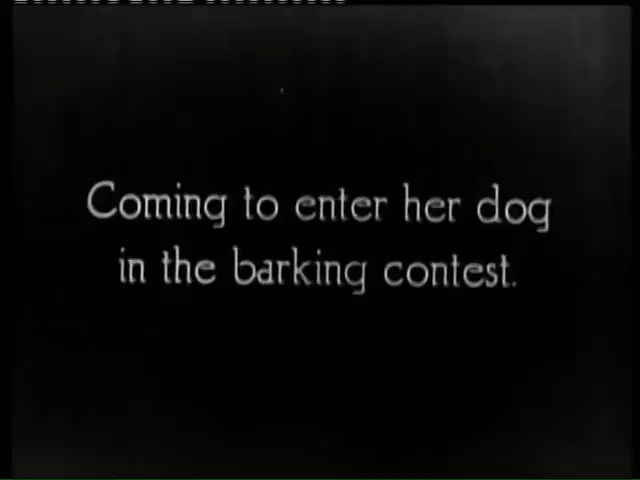 Coming to enter her dog
in the barking contest.